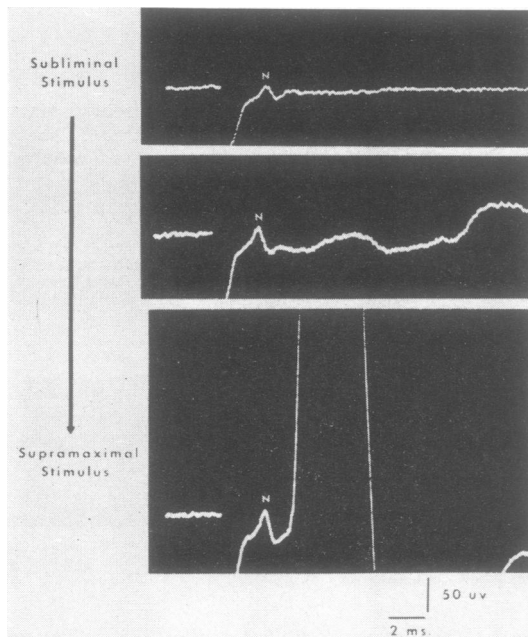 Subliminal
Stimulus
N
N
Supramaximal
Stimulus
N
50 uv
2 ms.